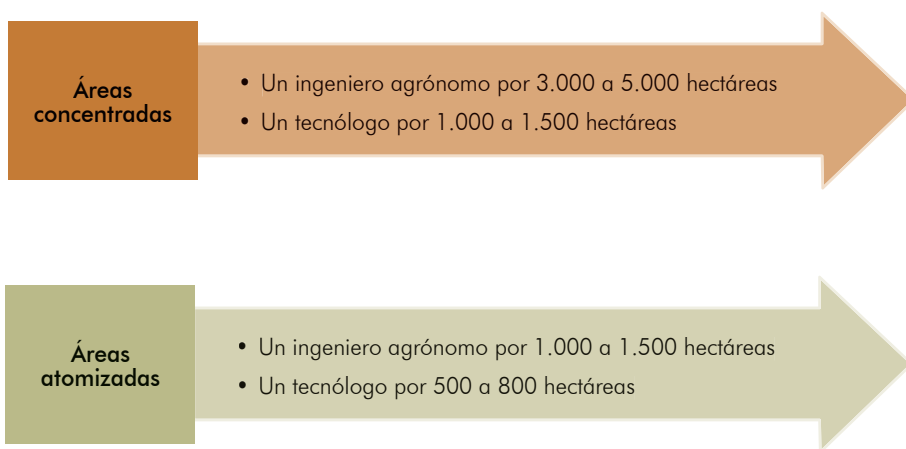 Áreas
concentradas
• Un ingeniero agrónomo por 3.000 a 5.000 hectáreas
• Un tecnólogo por 1.000 a 1.500 hectáreas
Áreas
atomizadas
• Un ingeniero agrónomo por 1.000 a 1.500 hectáreas
• Un tecnólogo por 500 a 800 hectáreas